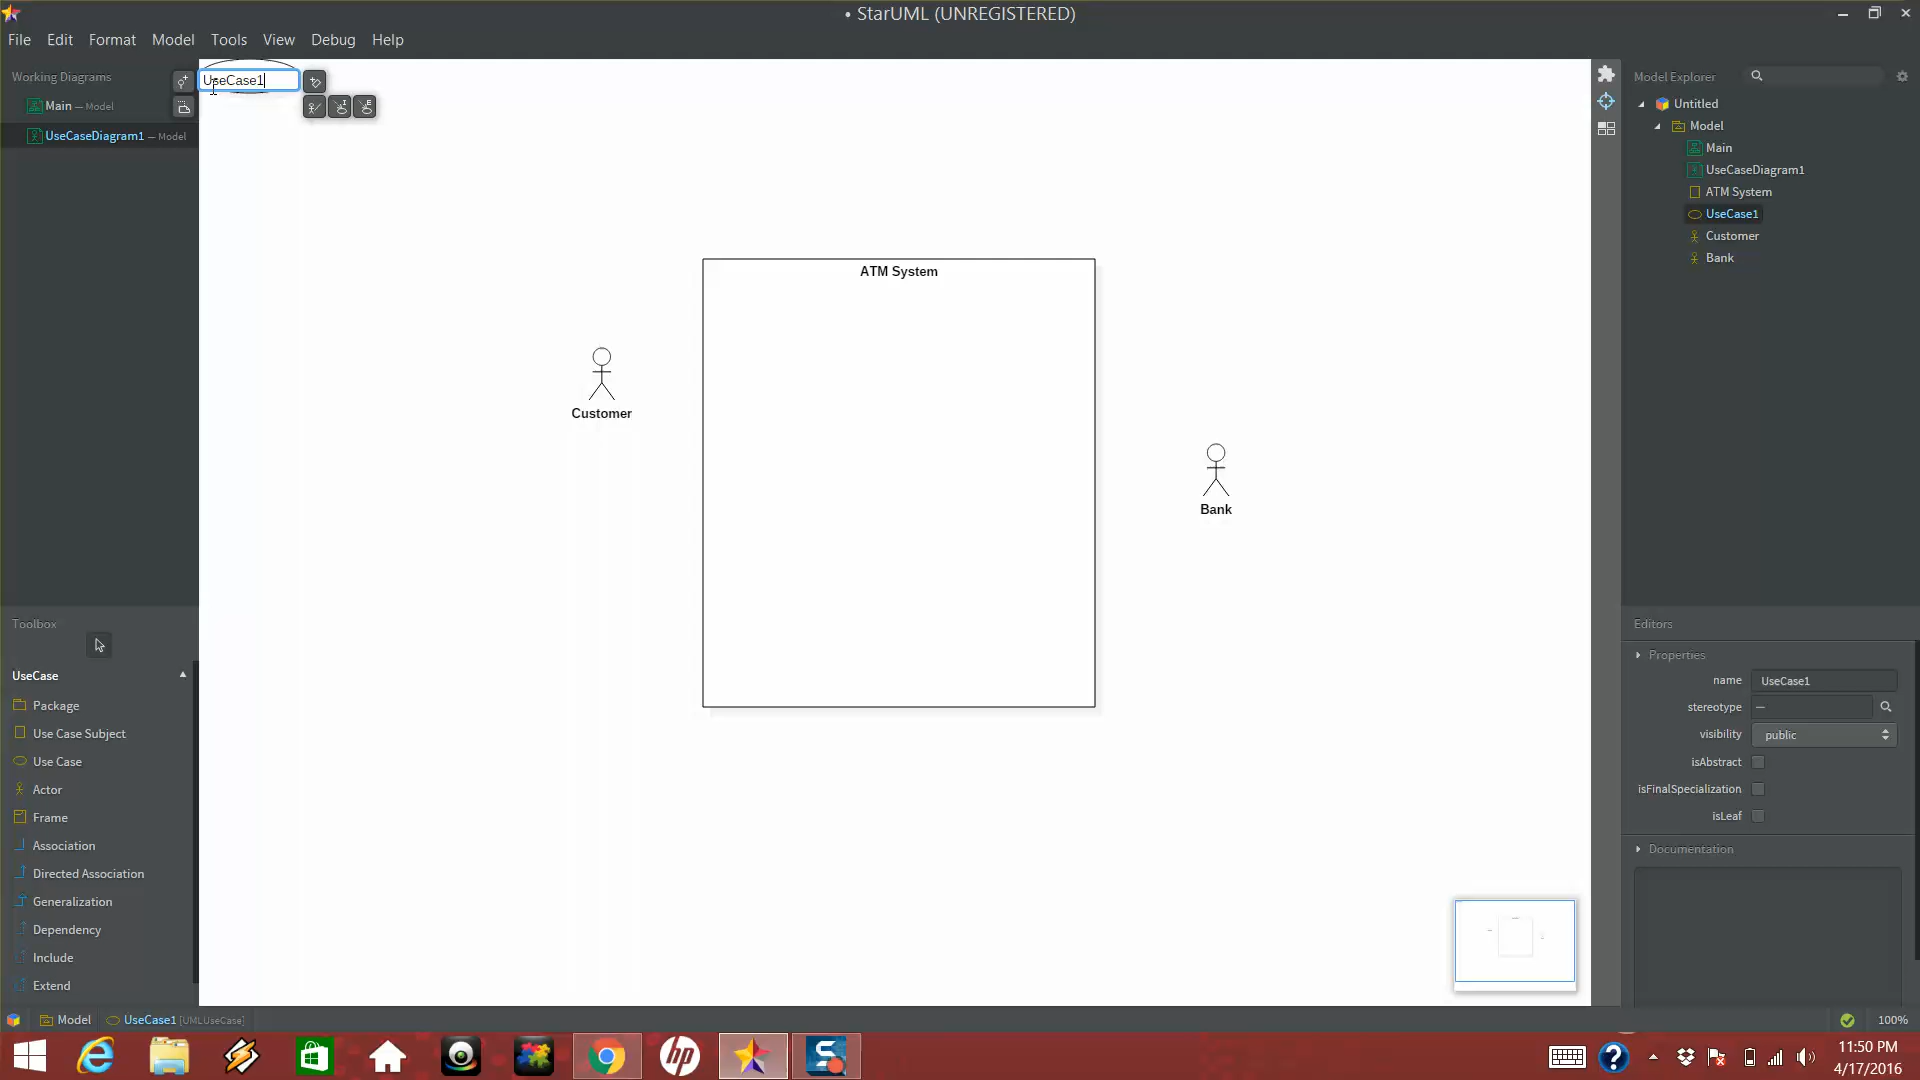 • StarUML (UNREGISTERED)
File Edit Format Model Tools View Debug Help
Working Diagrams
Main — Model
UseCaseDiagram1 — Model
UseCase1
ATM System
Customer
Bank
Model Explorer
Untitled
Model
Main
UseCaseDiagram1
ATM System
UseCase1
Customer
Bank
Toolbox
UseCase
Package
Use Case Subject
Use Case
Actor
Frame
Association
Directed Association
Generalization
Dependency
Include
Extend
Editors
Properties
name UseCase1
stereotype —
visibility public
isAbstract
isFinalSpecialization
isLeaf
Documentation
Model UseCase1 [UMLUseCase]
100%
hp
S
11:50 PM
4/17/2016